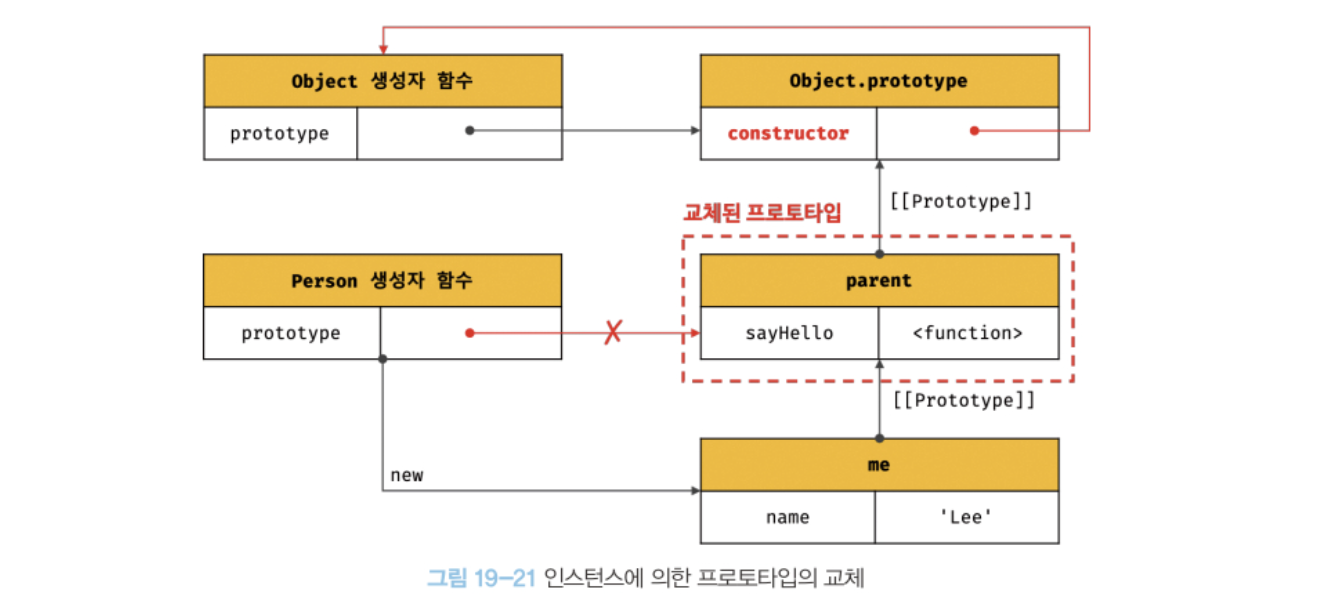 Object 생성자 함수
Object.prototype
prototype
constructor
[[Prototype]]
교체된 프로토타입
Person 생성자 함수
parent
prototype
X
sayHello
<function>
[[Prototype]]
me
new
name
'Lee'
그림 19-21 인스턴스에 의한 프로토타입의 교체